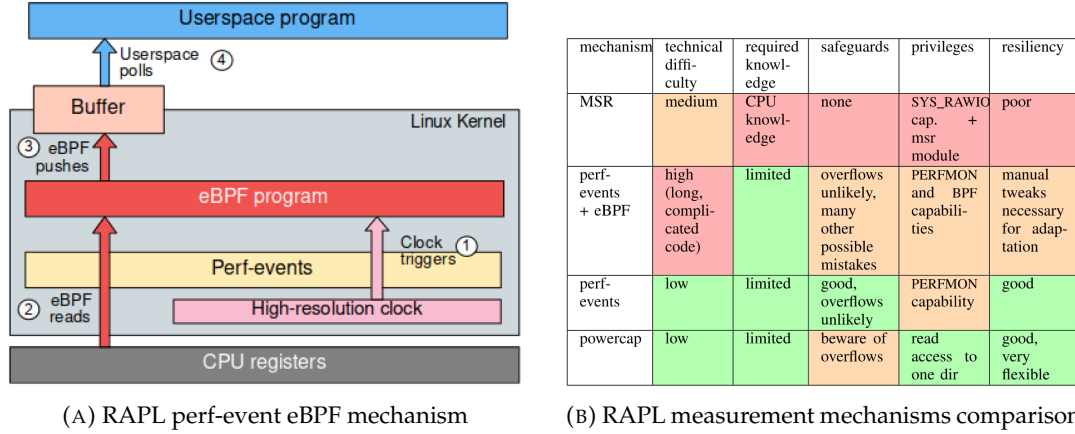 Userspace program
Userspace
polls
④
Buffer
Linux Kernel
③ eBPF
pushes
eBPF program
Clock
triggers
①
Perf-events
② eBPF
reads
High-resolution clock
CPU registers
(A) RAPL perf-event eBPF mechanism
mechanism
technical
diffi-
culty
required
knowl-
edge
safeguards
privileges
resiliency
MSR
medium
CPU
knowl-
edge
none
SYS_RAWIO
cap. +
msr
module
poor
perf-
events
+ eBPF
high
(long,
compli-
cated
code)
limited
overflows
unlikely,
many
other
possible
mistakes
PERFMON
and BPF
capabili-
ties
manual
tweaks
necessary
for adap-
tation
perf-
events
low
limited
good,
overflows
unlikely
PERFMON
capability
good
powercap
low
limited
beware of
overflows
read
access to
one dir
good,
very
flexible
(B) RAPL measurement mechanisms comparison